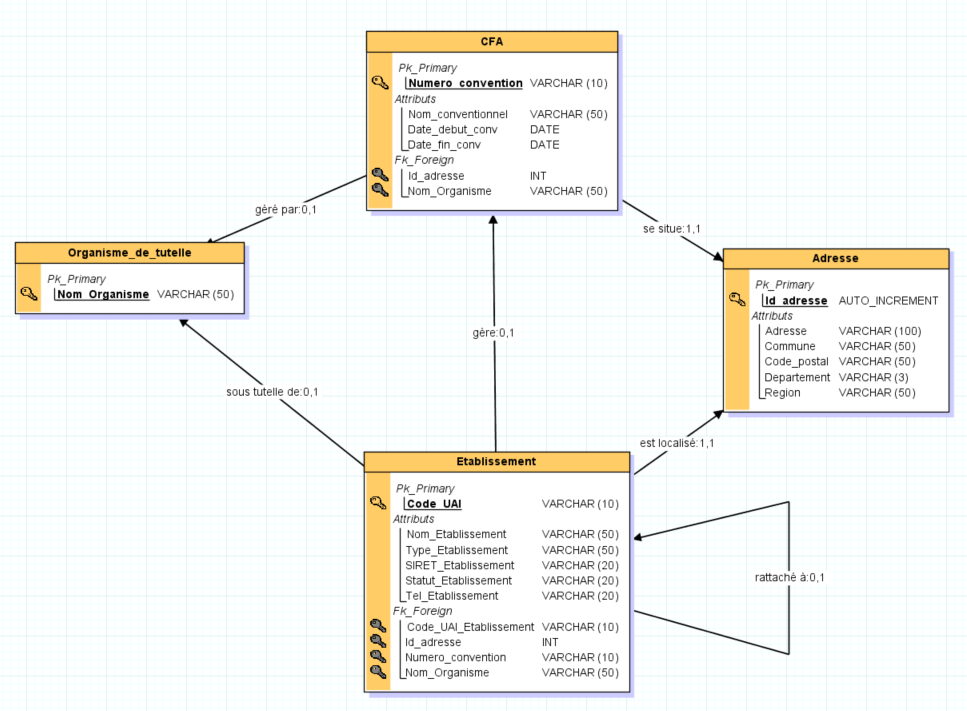 CFA
Pk_Primary
Numero_convention VARCHAR (10)
Attributs
Nom_conventionnel VARCHAR (50)
Date_debut_conv DATE
Date_fin_conv DATE
Fk_Foreign
Id_adresse INT
Nom_Organisme VARCHAR (50)
géré par:0,1
se situe:1,1
Organisme_de_tutelle
Pk_Primary
Nom_Organisme VARCHAR (50)
Adresse
Pk_Primary
Id_adresse AUTO_INCREMENT
Attributs
Adresse VARCHAR (100)
Commune VARCHAR (50)
Code_postal VARCHAR (50)
Departement VARCHAR (3)
Region VARCHAR (50)
gère:0,1
sous tutelle de:0,1
est localisé:1,1
Etablissement
Pk_Primary
Code_UAI VARCHAR (10)
Attributs
Nom_Etablissement VARCHAR (50)
Type_Etablissement VARCHAR (50)
SIRET_Etablissement VARCHAR (20)
Statut_Etablissement VARCHAR (20)
Tel_Etablissement VARCHAR (20)
Fk_Foreign
Code_UAI_Etablissement VARCHAR (10)
Id_adresse INT
Numero_convention VARCHAR (10)
Nom_Organisme VARCHAR (50)
rattaché à:0,1